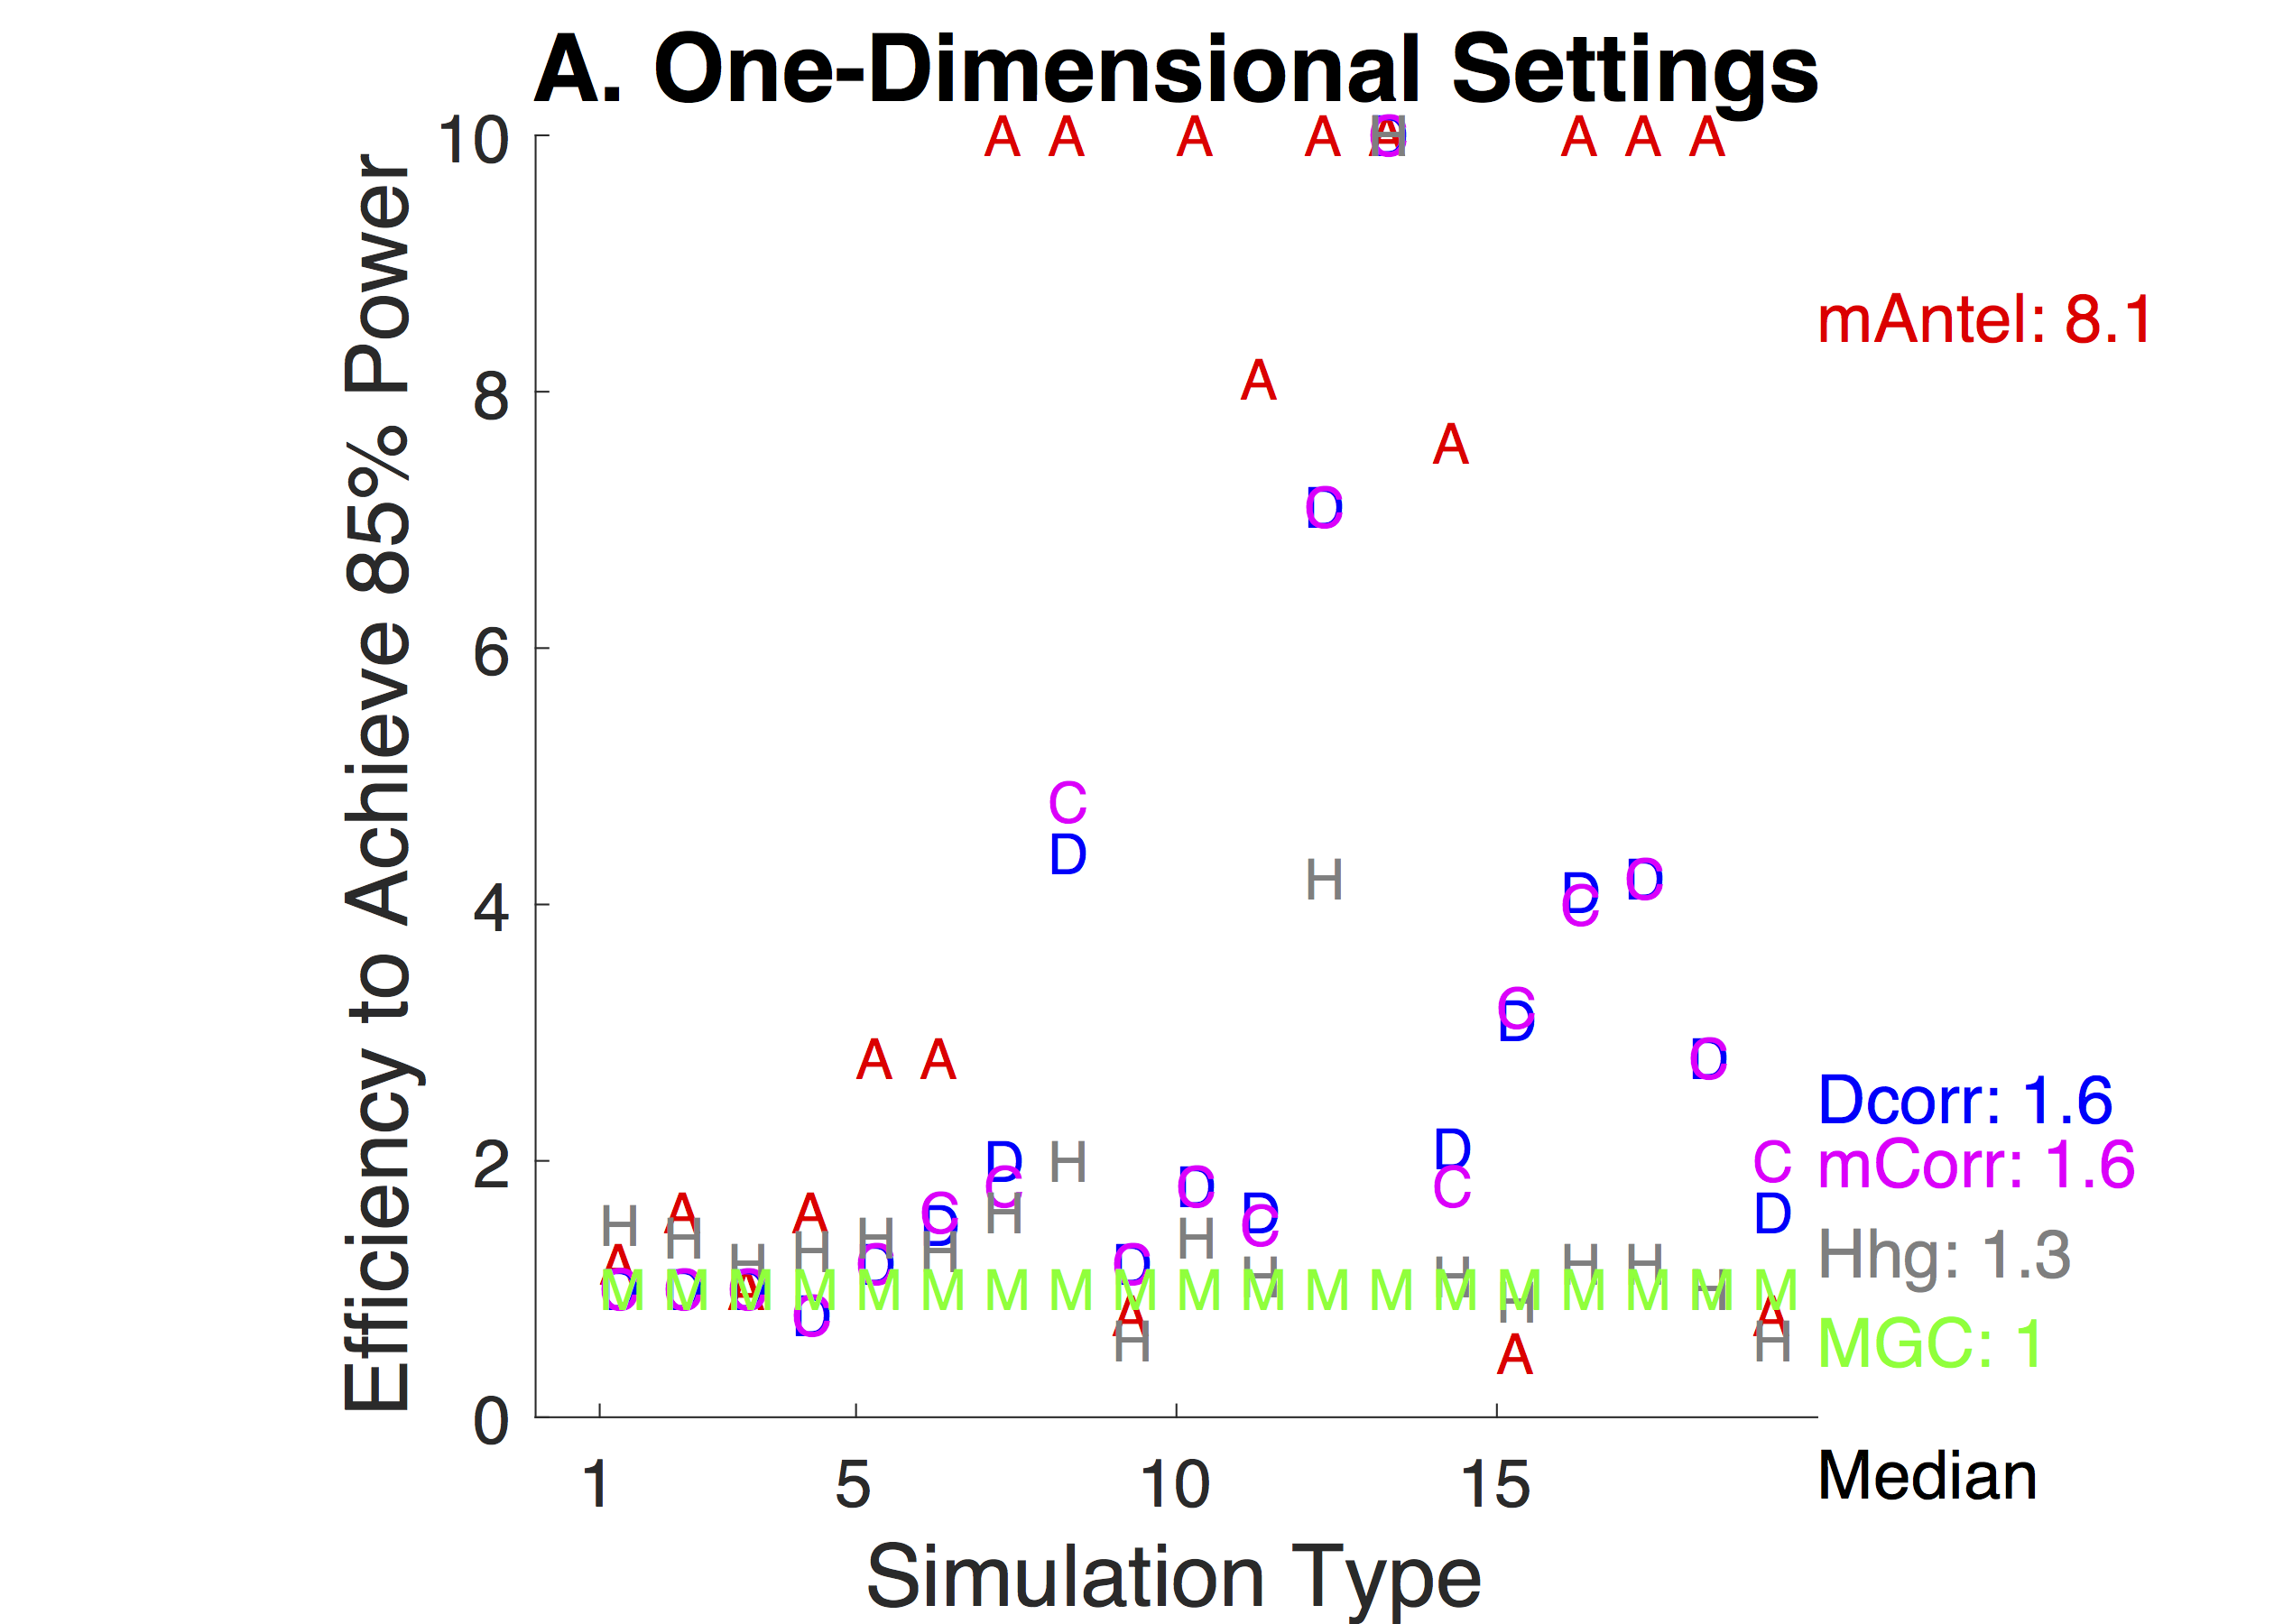 A. One-Dimensional Settings
Efficiency to Achieve 85% Power
10
8
6
4
2
0
A A A A A H D C A A A
A
A
D C
C
D
H
D C
D C
C D
A A
D C
D C H
H
D C
D C
D C
C D
H A
A H
H
A H
H D C
C D H
D C
H
D C H
H
H
H
H
M M M M M M M M M M M M M M M M M M M
D C A
D C
A H
H
A
A H
mAntel: 8.1
Dcorr: 1.6
mCorr: 1.6
Hhg: 1.3
MGC: 1
Median
1 5 10 15
Simulation Type